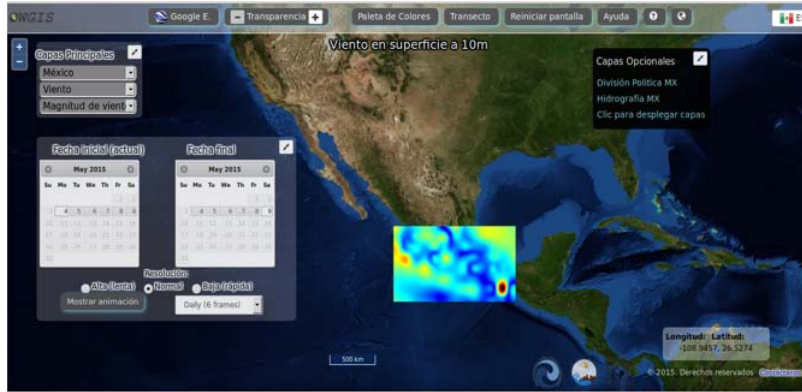 OWGIS
Google E.
Transparencia
Paleta de Colores
Transecto
Reiniciar pantalla
Ayuda
Viento en superficie a 10m
Capas Principales
México
Viento
Magnitud de vient
Capas Opcionales
División Politica MX
Hidrografía MX
Clic para desplegar capas
Fecha inicial (actual)
Fecha final
May 2015
May 2015
Su Mo Tu We Th Fr Sa
Su Mo Tu We Th Fr Sa
4 5 6 7 8 9
4 5 6 7 8 9
Resolución:
Alta (lenta) Normal Baja (rápida)
Mostrar animación
Daily (6 frames)
500 km
Longitud: Latitud:
-108.9457, 26.5274
© 2015. Derechos reservados Contáctanos